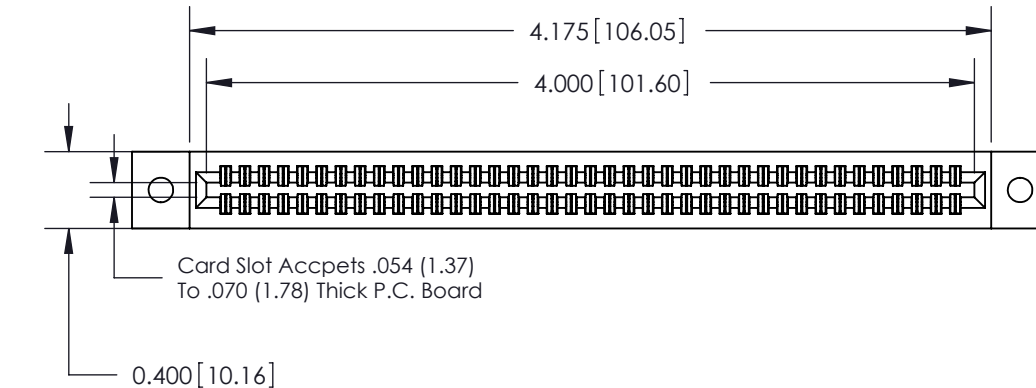 4.175[106.05]
4.000[101.60]
Card Slot Accpets .054 (1.37)
To .070 (1.78) Thick P.C. Board
0.400[10.16]